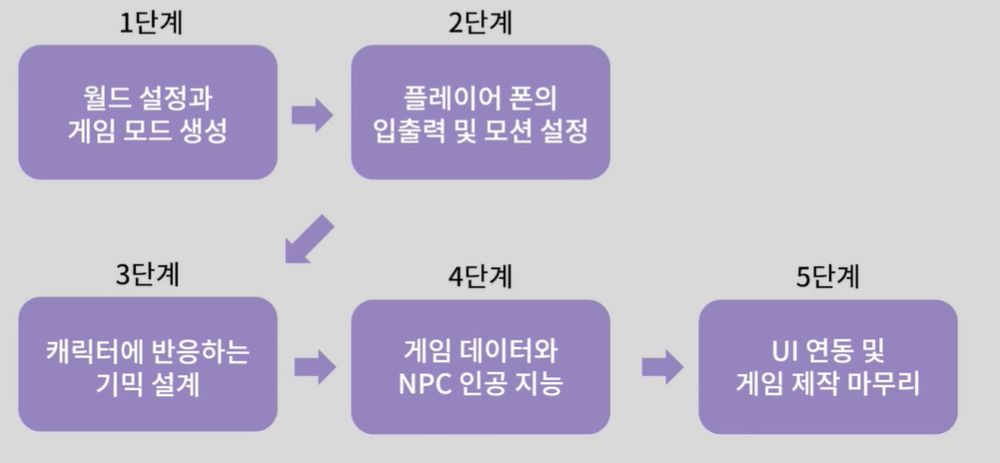 1단계
월드 설정과
게임 모드 생성
2단계
플레이어 폰의
입출력 및 모션 설정
3단계
캐릭터에 반응하는
기믹 설계
4단계
게임 데이터와
NPC 인공 지능
5단계
UI 연동 및
게임 제작 마무리